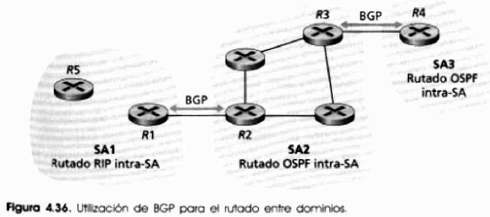 R3
BGP
R4
R5
SA3
Rutado OSPF
intra-SA
BGP
R1
R2
SA1
Rutado RIP intra-SA
SA2
Rutado OSPF intra-SA
Figura 4.36. Utilización de BGP para el rutado entre dominios.